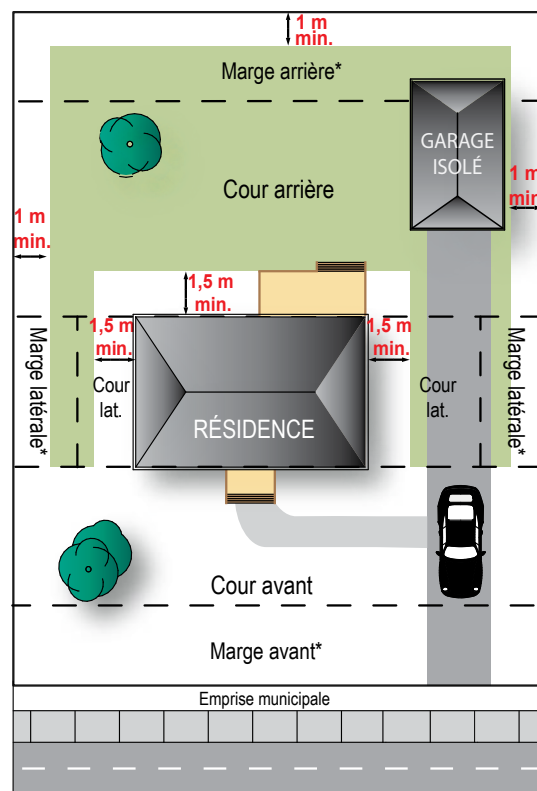 1 m
min.
Marge arrière*
GARAGE
ISOLÉ
Cour arrière
1 m
min.
1 m
min.
1,5 m
min.
1,5 m
min.
1,5 m
min.
Marge latérale*
Cour
lat.
RÉSIDENCE
Cour
lat.
Marge latérale*
Cour avant
Marge avant*
Emprise municipale